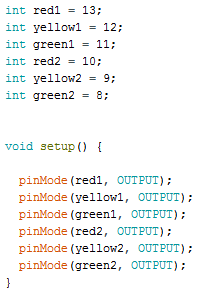 int red1 = 13;
int yellow1 = 12;
int green1 = 11;
int red2 = 10;
int yellow2 = 9;
int green2 = 8;
void setup() {
pinMode(red1, OUTPUT);
pinMode(yellow1, OUTPUT);
pinMode(green1, OUTPUT);
pinMode(red2, OUTPUT);
pinMode(yellow2, OUTPUT);
pinMode(green2, OUTPUT);
}